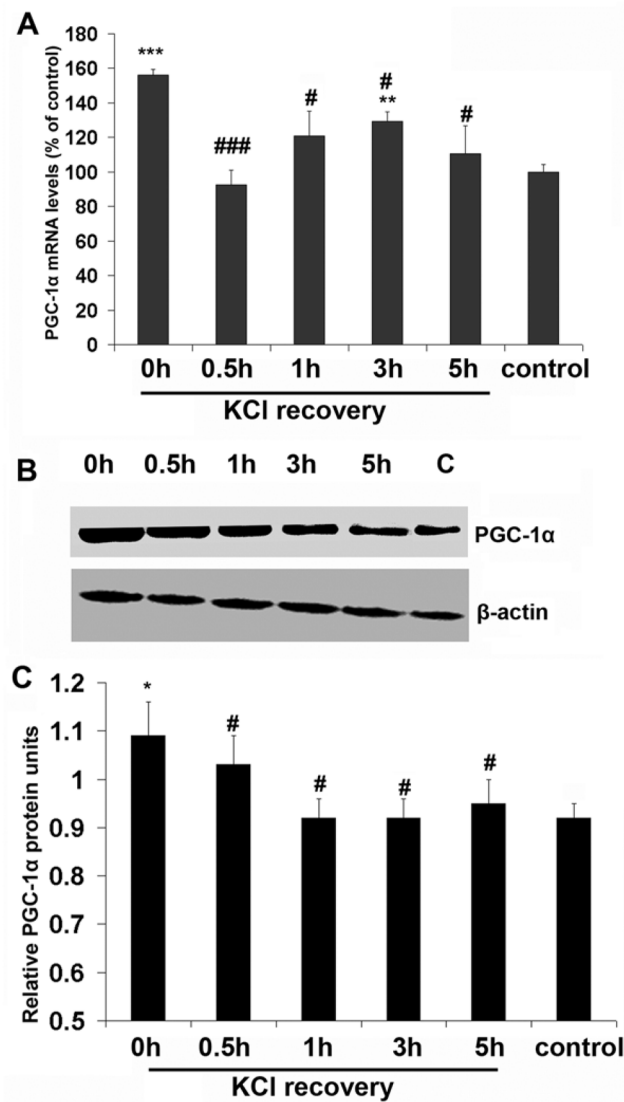 A
PGC-1α mRNA levels (% of control)
180
160
140
120
100
80
60
40
20
0
***
###
#
#
**
#
0h 0.5h 1h 3h 5h control
KCl recovery
B
0h 0.5h 1h 3h 5h C
PGC-1α
β-actin
C
Relative PGC-1α protein units
1.2
1.1
1
0.9
0.8
0.7
0.6
0.5
*
#
#
#
#
0h 0.5h 1h 3h 5h control
KCl recovery